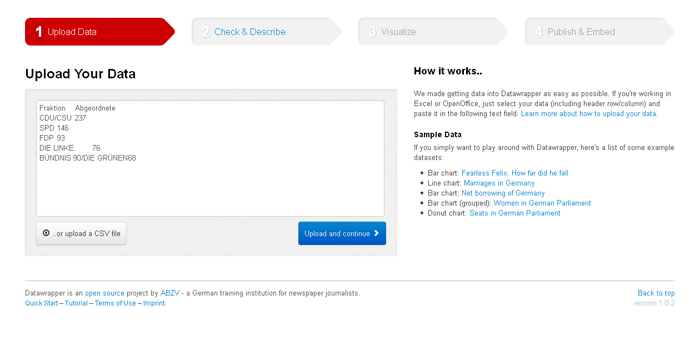 1 Upload Data
2 Check & Describe
3 Visualize
4 Publish & Embed
Upload Your Data
Fraktion Abgeordnete
CDU/CSU 237
SPD 146
FDP 93
DIE LINKE. 76
BÜNDNIS 90/DIE GRÜNEN68
..or upload a CSV file
Upload and continue
How it works..
We made getting data into Datawrapper as easy as possible. If you're working in
Excel or OpenOffice, just select your data (including header row/column) and
paste it in the following text field. Learn more about how to upload your data.
Sample Data
If you simply want to play around with Datawrapper, here's a list of some example
datasets:
Bar chart: Fearless Felix: How far did he fall
Line chart: Marriages in Germany
Bar chart: Net borrowing of Germany
Bar chart (grouped): Women in German Parliament
Donut chart: Seats in German Parliament
Datawrapper is an open source project by ABZV - a German training institution for newspaper journalists.
Back to top
Quick Start – Tutorial – Terms of Use – Imprint.
version 1.0.2